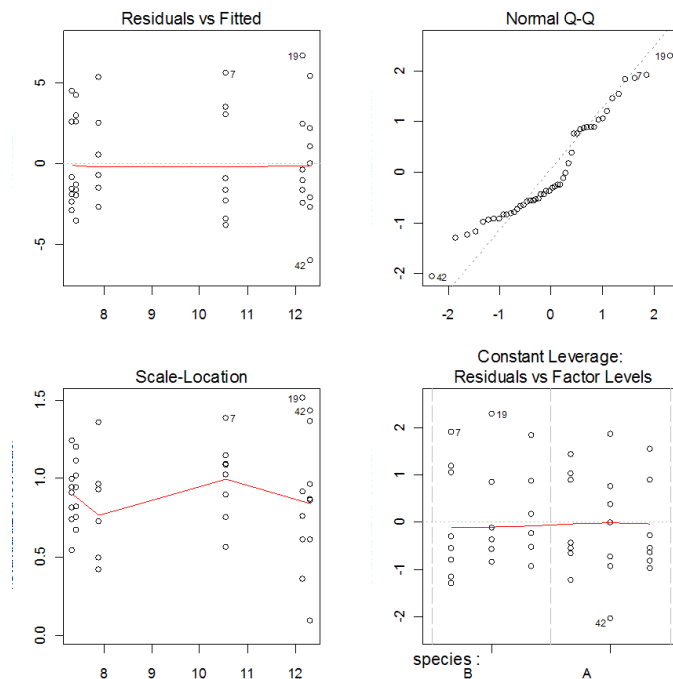 Residuals vs Fitted
19
7
5
0
-5
42
8 9 10 11 12
Normal Q-Q
19
7
2
1
0
-1
-2
42
-2 -1 0 1 2
Scale-Location
19
42
7
1.5
1.0
0.5
0.0
8 9 10 11 12
Constant Leverage:
Residuals vs Factor Levels
7
19
2
1
0
-1
-2
42
species :
B A